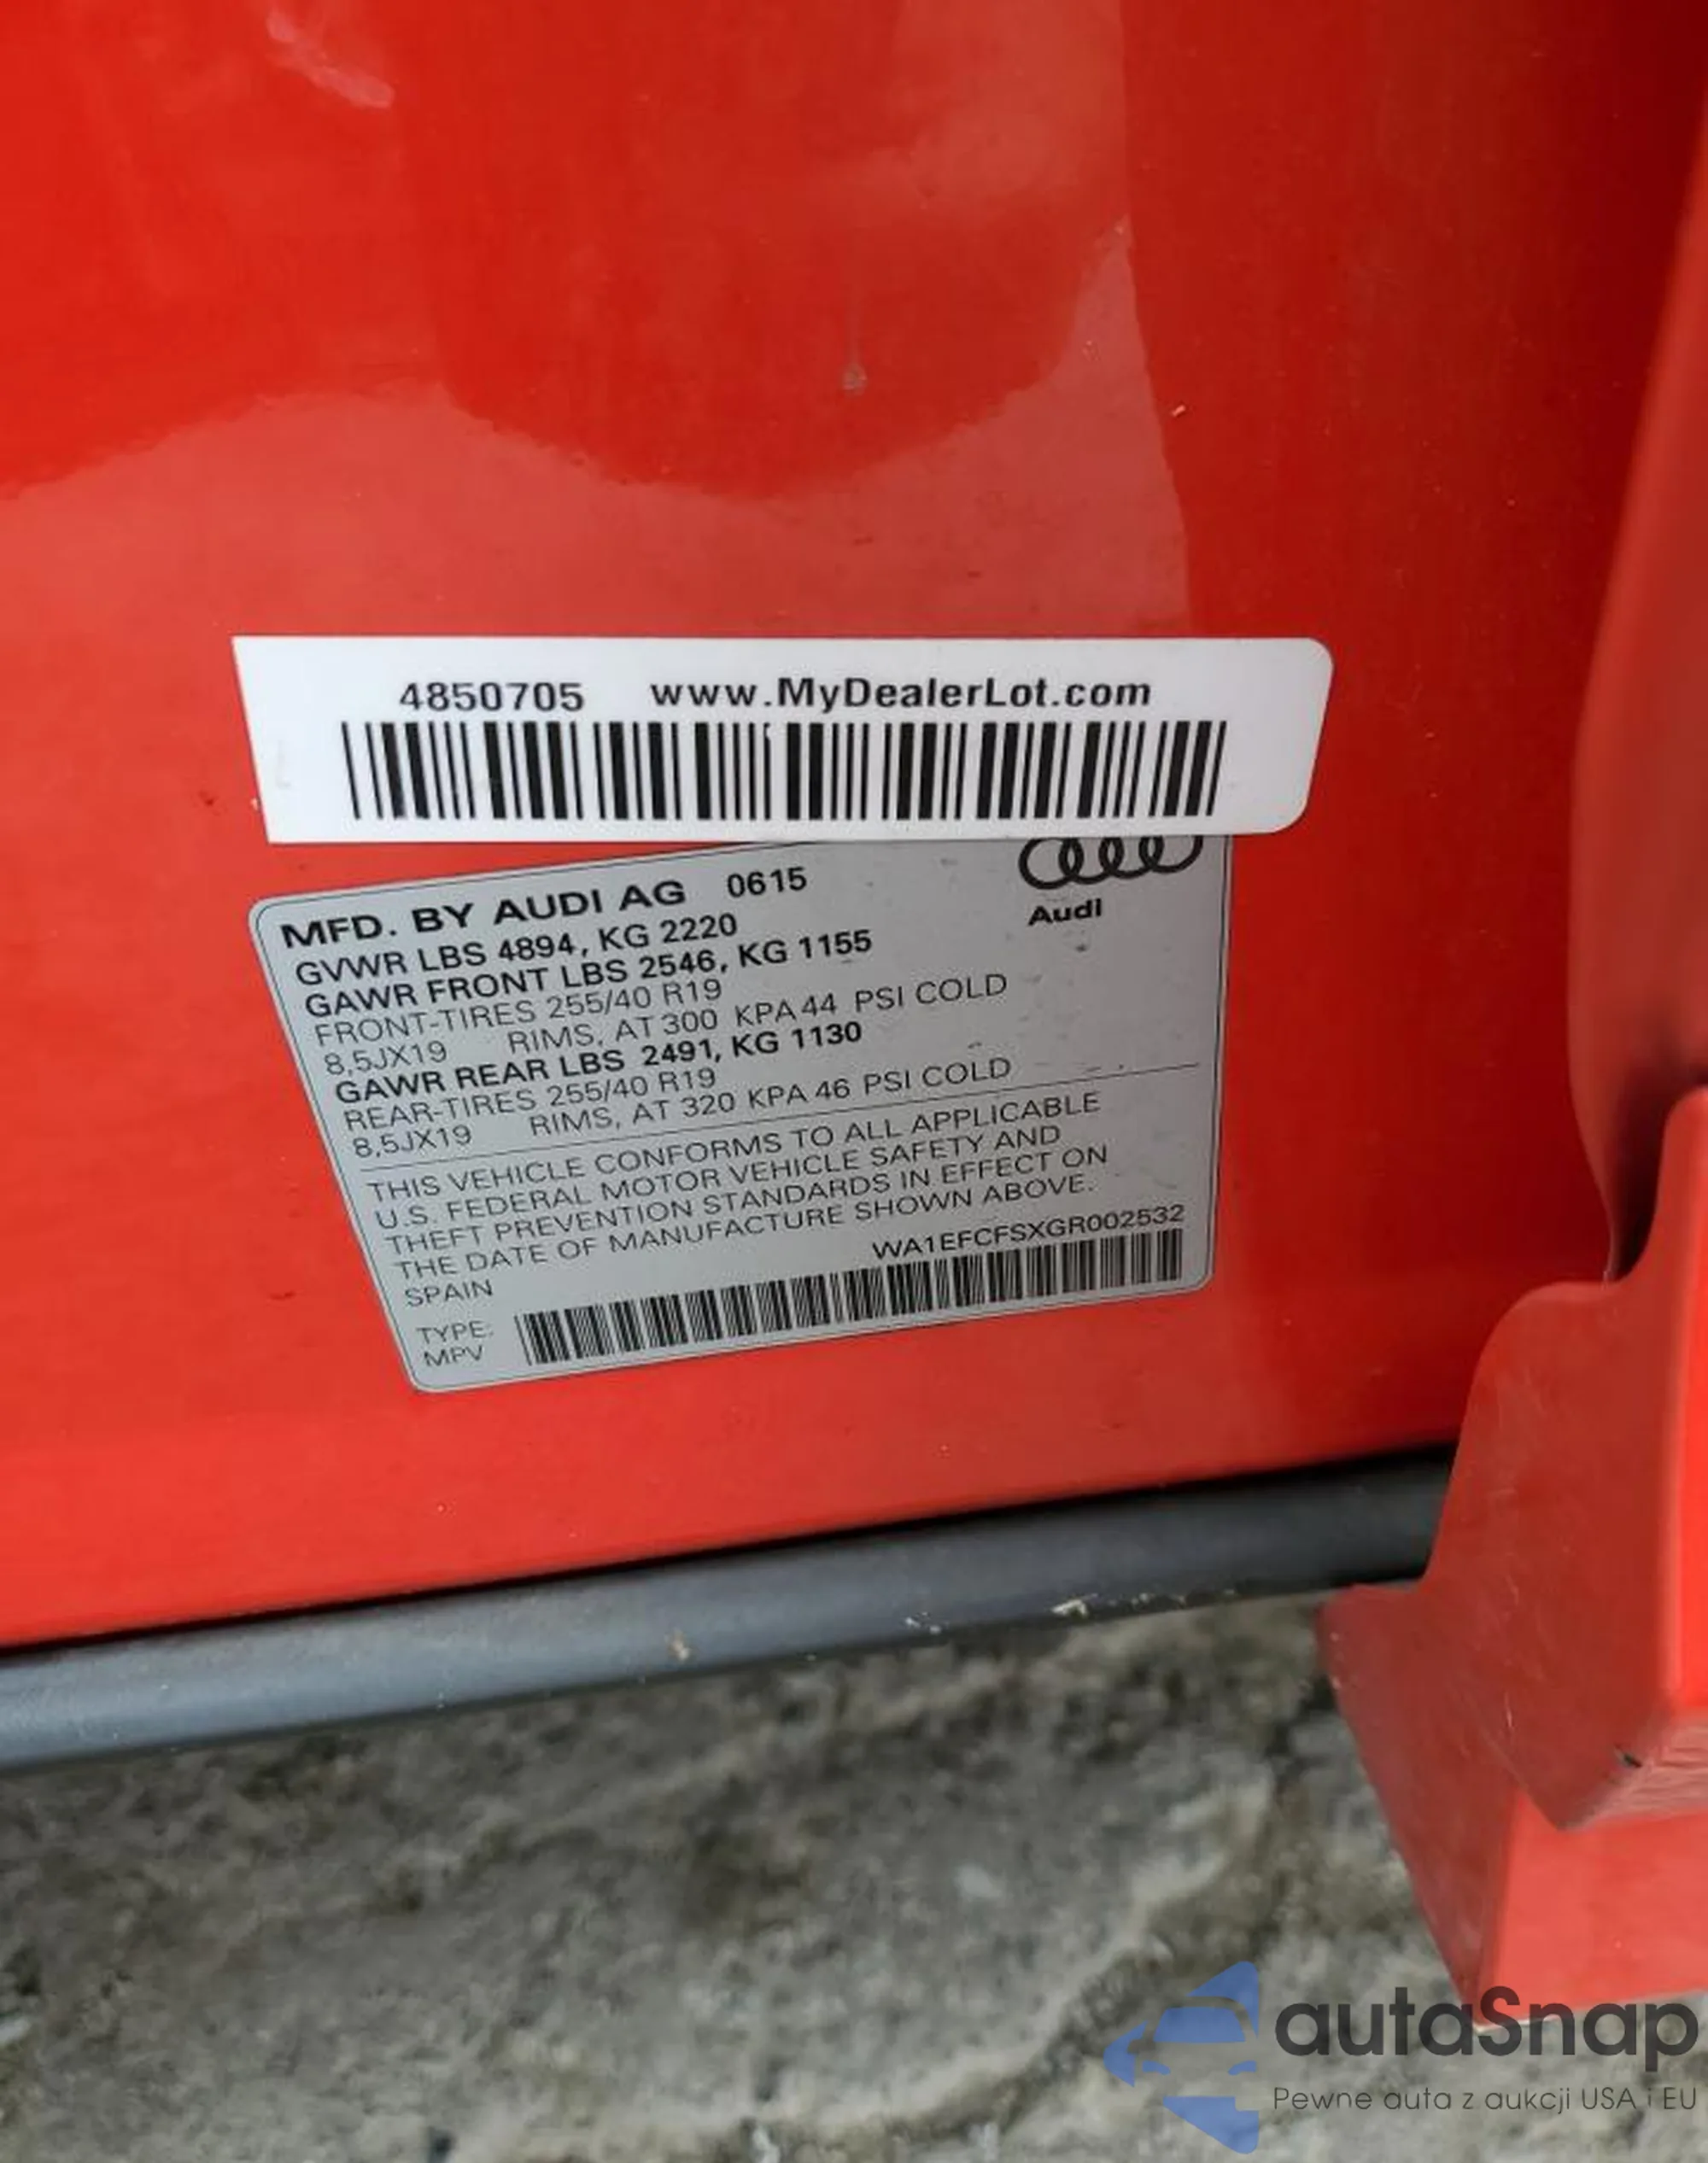 4850705 www.MyDealerLot.com
MFD. BY AUDI AG 0615
Audi
GVWR LBS 4894, KG 2220
GAWR FRONT LBS 2546, KG 1155
FRONT-TIRES 255/40 R19
8,5JX19 RIMS, AT 300 KPA 44 PSI COLD
GAWR REAR LBS 2491, KG 1130
REAR-TIRES 255/40 R19
8,5JX19 RIMS, AT 320 KPA 46 PSI COLD
THIS VEHICLE CONFORMS TO ALL APPLICABLE
U.S. FEDERAL MOTOR VEHICLE SAFETY AND
THEFT PREVENTION STANDARDS IN EFFECT ON
THE DATE OF MANUFACTURE SHOWN ABOVE.
SPAIN WA1EFCFSXGR002532
TYPE:
MPV
autaSnap
Pewne auta z aukcji USA i EU